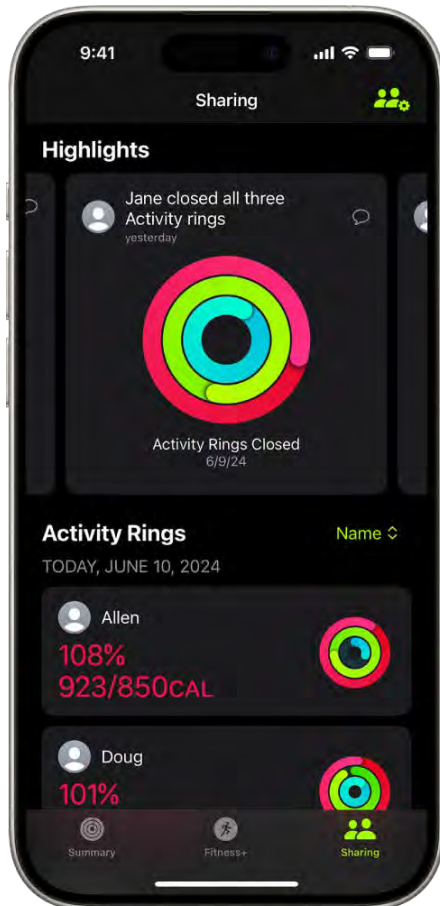 9:41
Sharing
Highlights
Jane closed all three
Activity rings
yesterday
Activity Rings Closed
6/9/24
Activity Rings
Name
TODAY, JUNE 10, 2024
Allen
108%
923/850CAL
Doug
101%
Summary
Fitness+
Sharing